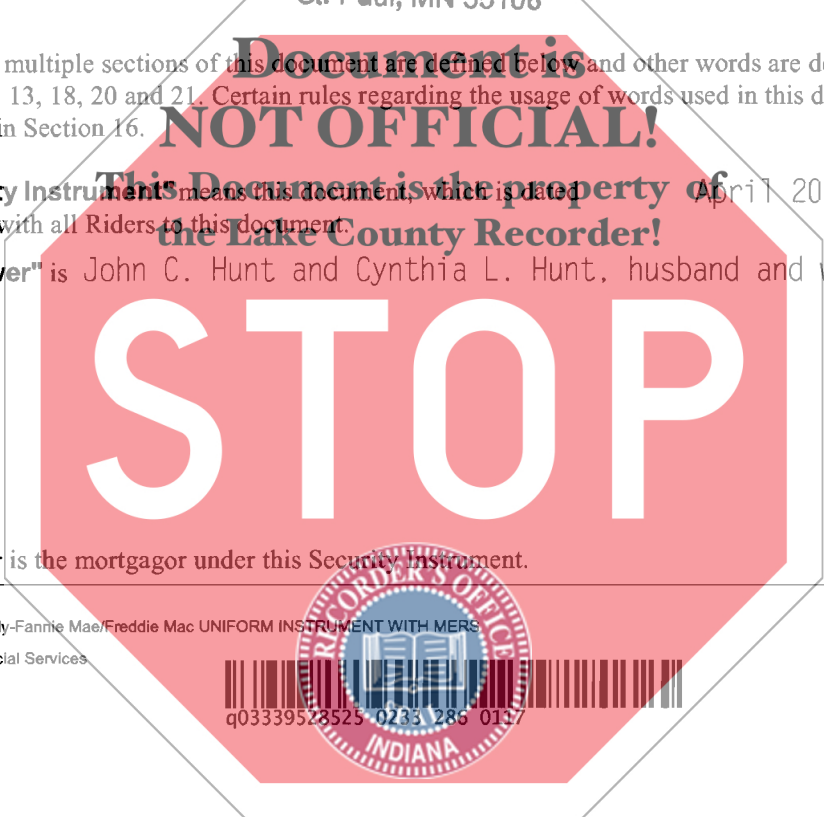 St. Paul, MN 55108
multiple sections of this document are defined below and other words are de
13, 18, 20 and 21. Certain rules regarding the usage of words used in this d
in Section 16.
Document is
NOT OFFICIAL!
This Document is the property of
the Lake County Recorder!
y Instrument" means this document, which is dated April 20
with all Riders to this document.
er" is John C. Hunt and Cynthia L. Hunt, husband and w
STOP
is the mortgagor under this Security Instrument.
y-Fannie Mae/Freddie Mac UNIFORM INSTRUMENT WITH MERS
cial Services
q03339528525 0233 286 0117
RECORDER'S OFFICE
SEAL
INDIANA